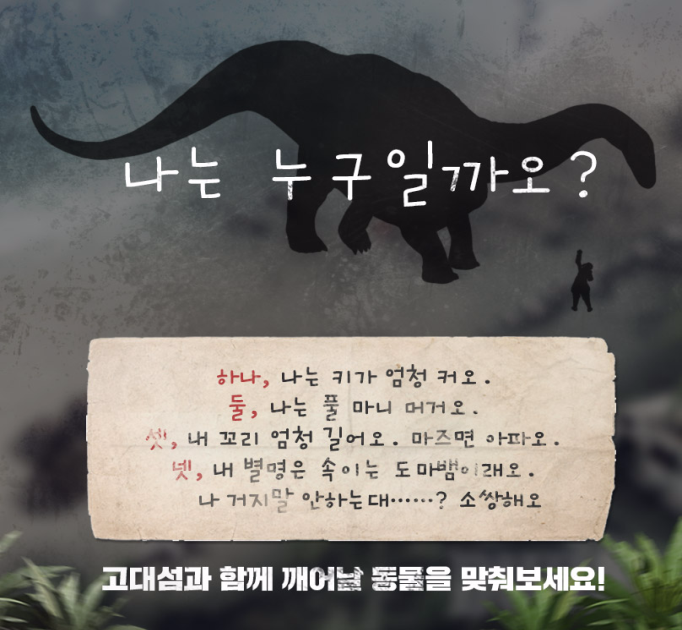 나는 누구일까오?
하나, 나는 키가 엄청 커오.
둘, 나는 풀 마니 머거오.
셋, 내 꼬리 엄청 길어오. 마즈면 아파오.
넷, 내 별명은 속이는 도마뱀이래오.
나 거지말 안하는대……? 소쌍해오
고대섬과 함께 깨어날 동물을 맞춰보세요!